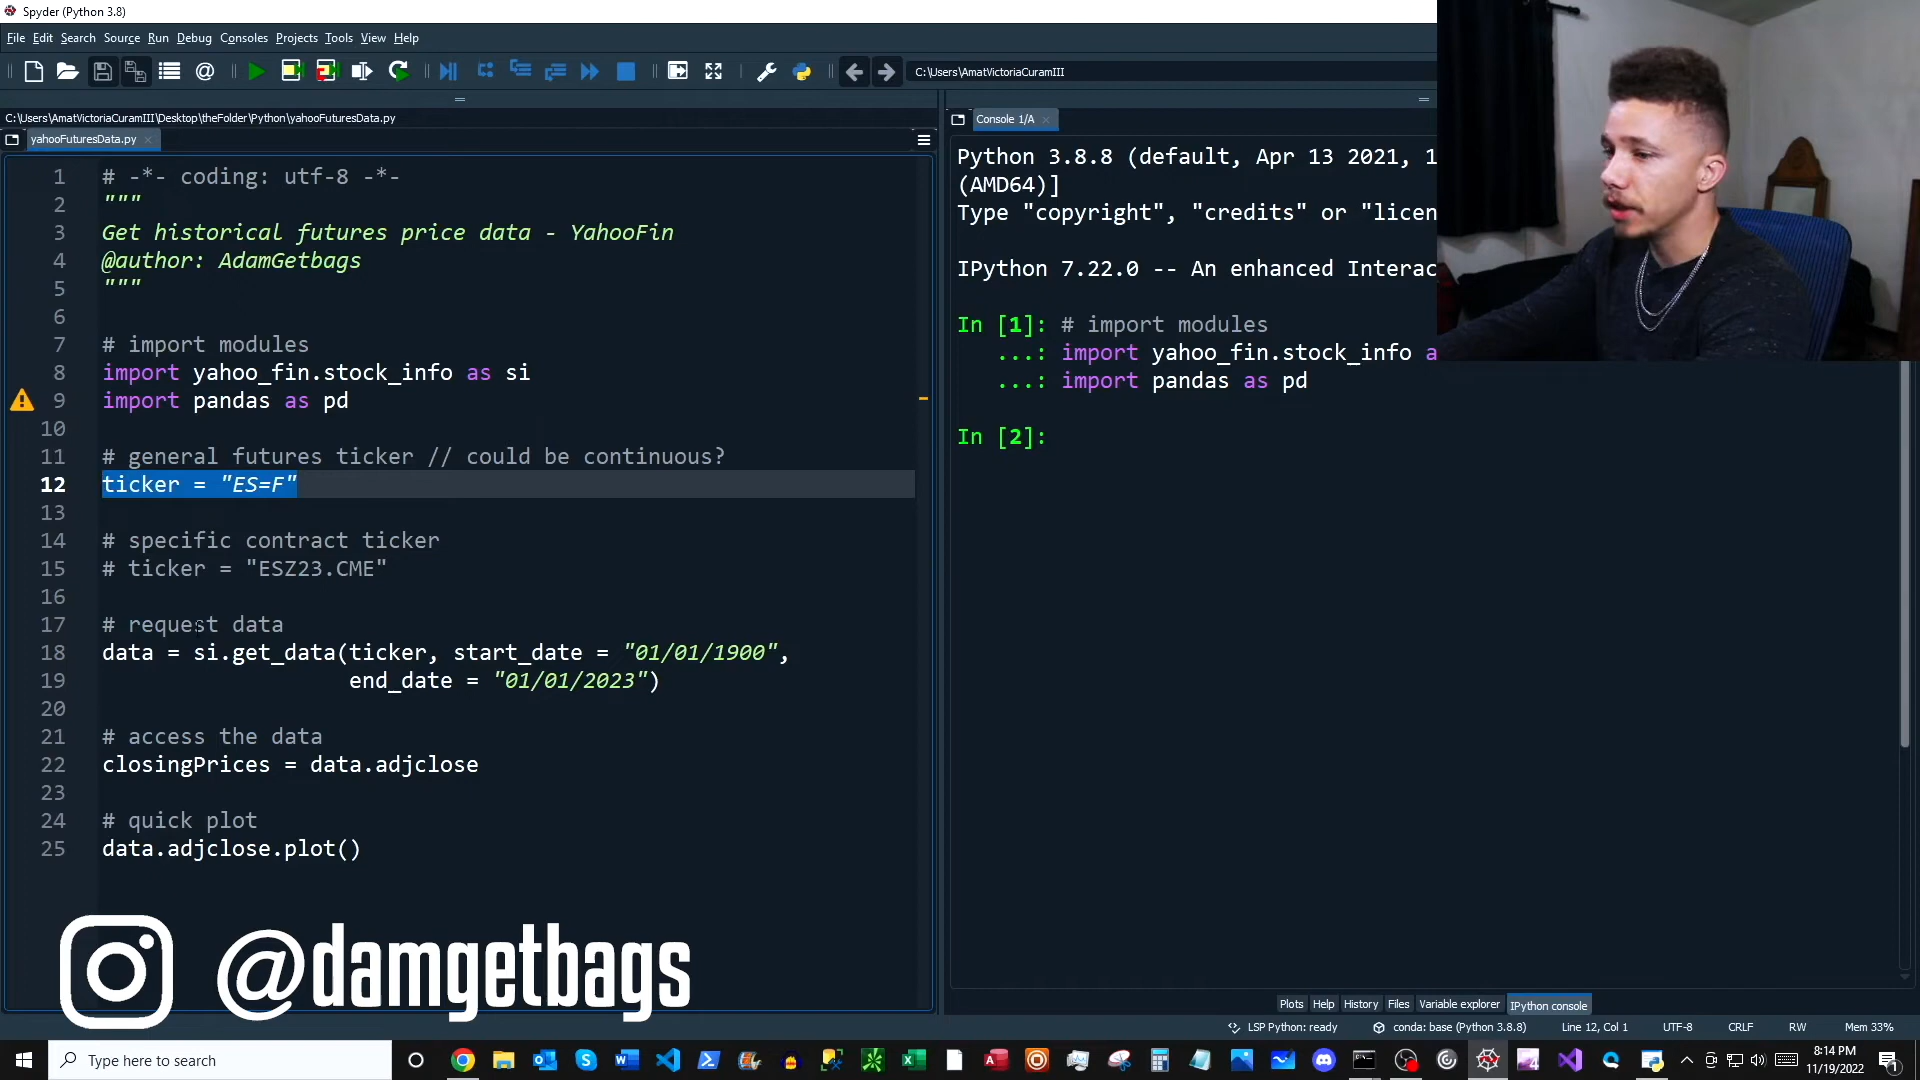 Spyder (Python 3.8)
File Edit Search Source Run Debug Consoles Projects Tools View Help
C:\Users\AmatVictoriaCuramIII
C:\Users\AmatVictoriaCuramIII\Desktop\theFolder\Python\yahooFuturesData.py
yahooFuturesData.py
1 # -*- coding: utf-8 -*-
2 """
3 Get historical futures price data - YahooFin
4 @author: AdamGetbags
5 """
6
7 # import modules
8 import yahoo_fin.stock_info as si
9 import pandas as pd
10
11 # general futures ticker // could be continuous?
12 ticker = "ES=F"
13
14 # specific contract ticker
15 # ticker = "ESZ23.CME"
16
17 # request data
18 data = si.get_data(ticker, start_date = "01/01/1900",
19 end_date = "01/01/2023")
20
21 # access the data
22 closingPrices = data.adjclose
23
24 # quick plot
25 data.adjclose.plot()
@damgetbags
Console 1/A
Python 3.8.8 (default, Apr 13 2021, 1
(AMD64)]
Type "copyright", "credits" or "licen
IPython 7.22.0 -- An enhanced Interac
In [1]: # import modules
...: import yahoo_fin.stock_info a
...: import pandas as pd
In [2]:
Plots Help History Files Variable explorer IPython console
LSP Python: ready conda: base (Python 3.8.8) Line 12, Col 1 UTF-8 CRLF RW Mem 33%
Type here to search
8:14 PM
11/19/2022